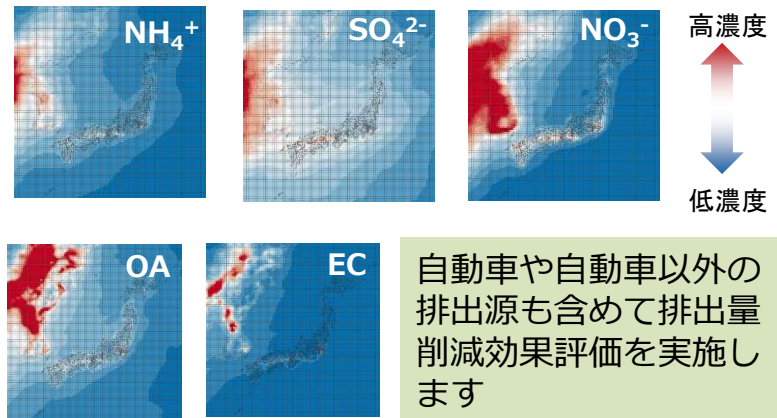 NH₄⁺
SO₄²⁻
NO₃⁻
高濃度
低濃度
OA
EC
自動車や自動車以外の
排出源も含めて排出量
削減効果評価を実施し
ます